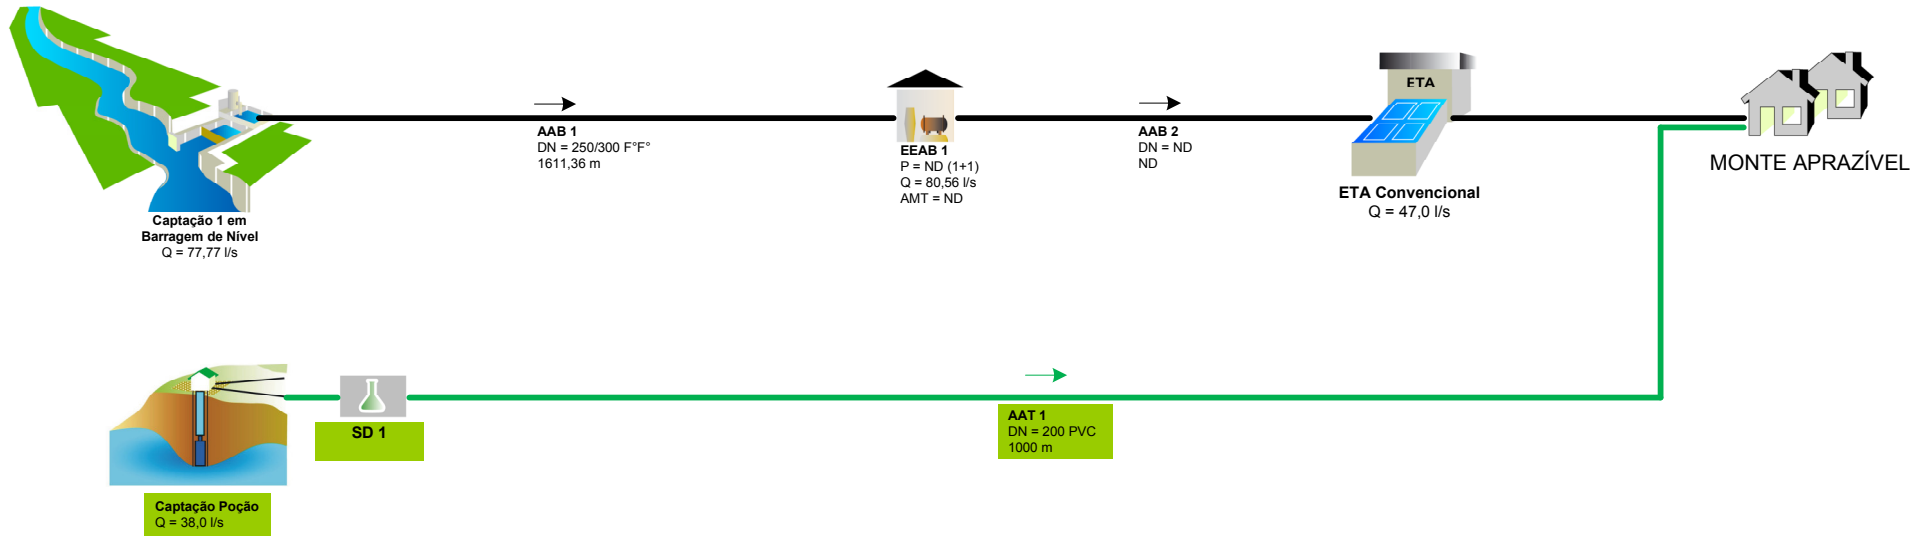 Captação 1 em
Barragem de Nível
Q = 77,77 l/s
AAB 1
DN = 250/300 F°F°
1611,36 m
EEAB 1
P = ND (1+1)
Q = 80,56 l/s
AMT = ND
AAB 2
DN = ND
ND
ETA
ETA Convencional
Q = 47,0 l/s
MONTE APRAZÍVEL
SD 1
AAT 1
DN = 200 PVC
1000 m
Captação Poção
Q = 38,0 l/s